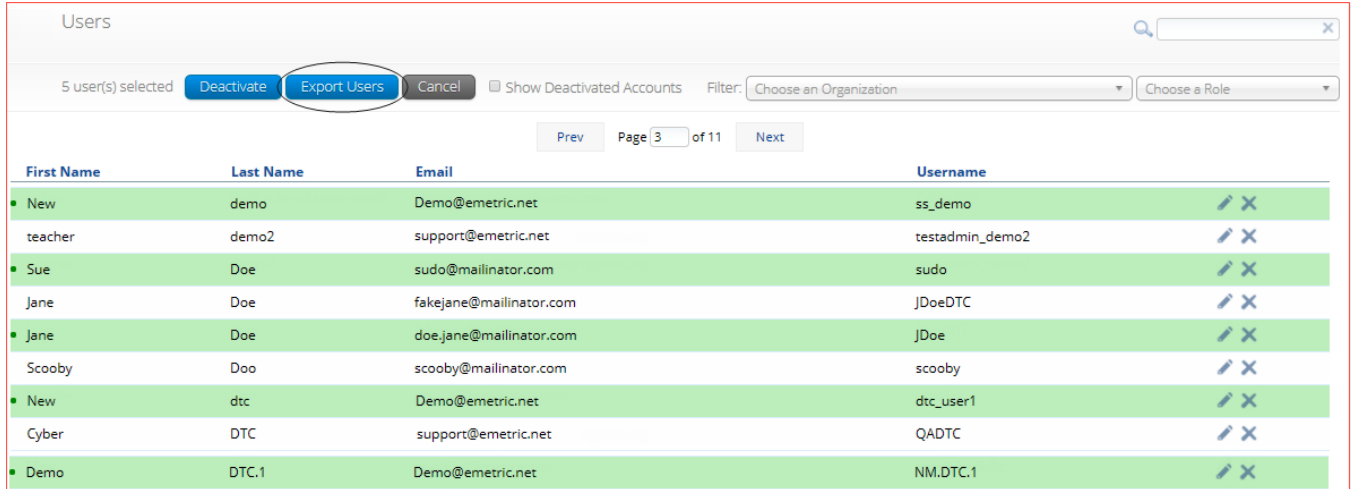 Users
5 user(s) selected Deactivate Export Users Cancel Show Deactivated Accounts Filter: Choose an Organization Choose a Role
Prev Page 3 of 11 Next
First Name Last Name Email Username
New demo Demo@emetric.net ss_demo
teacher demo2 support@emetric.net testadmin_demo2
Sue Doe sudo@mailinator.com sudo
Jane Doe fakejane@mailinator.com JDoeDTC
Jane Doe doe.jane@mailinator.com JDoe
Scooby Doo scooby@mailinator.com scooby
New dtc Demo@emetric.net dtc_user1
Cyber DTC support@emetric.net QADTC
Demo DTC.1 Demo@emetric.net NM.DTC.1